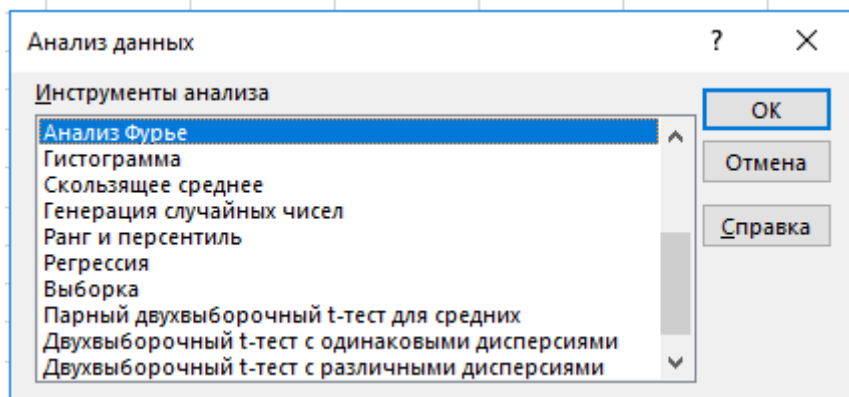 Анализ данных
?
Инструменты анализа
Анализ Фурье
Гистограмма
Скользящее среднее
Генерация случайных чисел
Ранг и персентиль
Регрессия
Выборка
Парный двухвыборочный t-тест для средних
Двухвыборочный t-тест с одинаковыми дисперсиями
Двухвыборочный t-тест с различными дисперсиями
ОК
Отмена
Справка